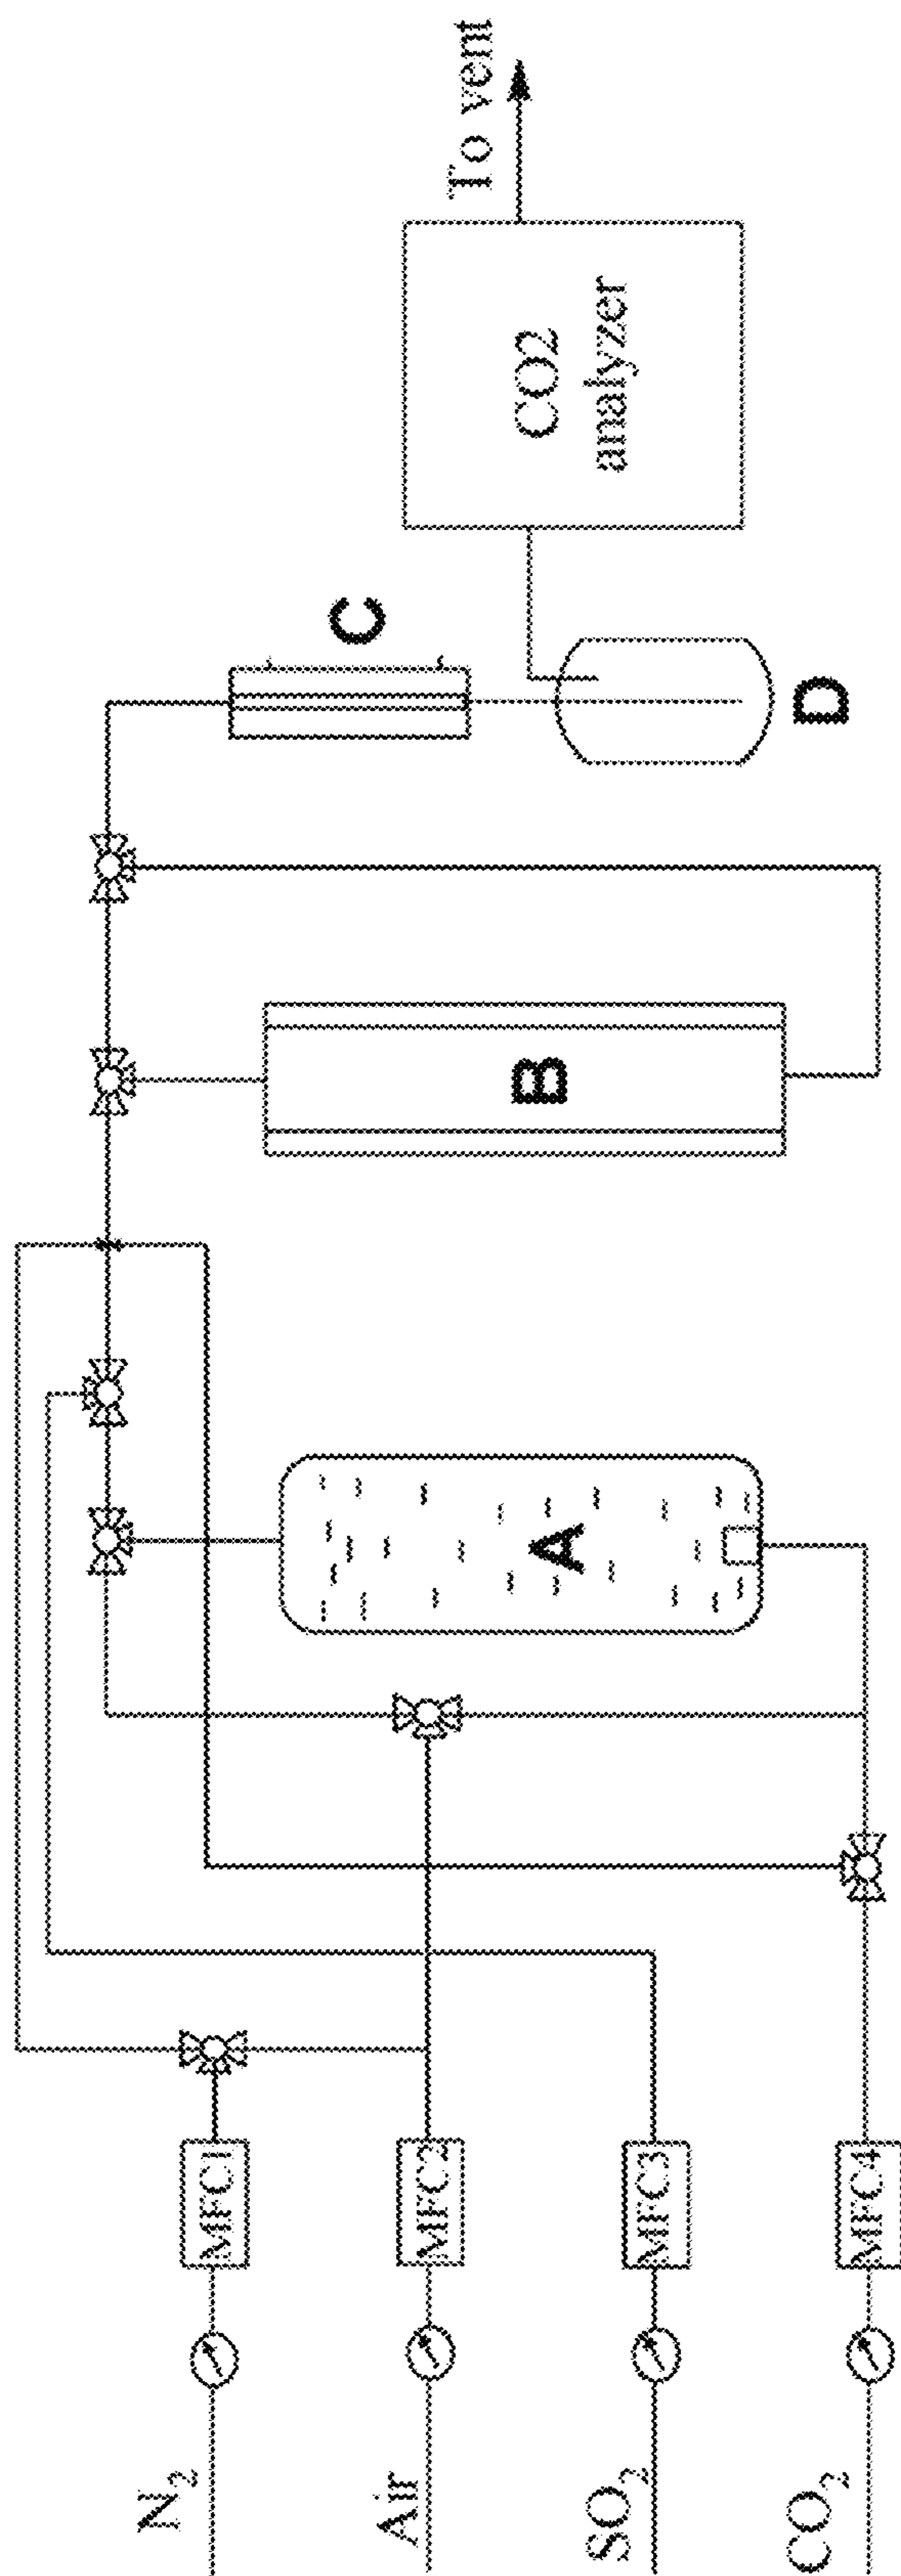 N₂
MFC1
Air
MFC2
SO₂
MFC3
CO₂
MFC4
A
B
C
D
CO2
analyzer
To vent